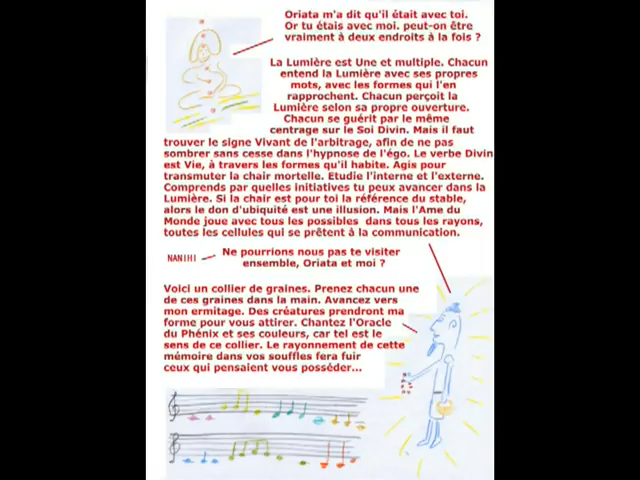 Oriata m'a dit qu'il était avec toi.
Or tu étais avec moi. peut-on être
vraiment à deux endroits à la fois ?
La Lumière est Une et multiple. Chacun
entend la Lumière avec ses propres
mots, avec les formes qui l'en
rapprochent. Chacun perçoit la
Lumière selon sa propre ouverture.
Chacun se guérit par le même
centrage sur le Soi Divin. Mais il faut
trouver le signe Vivant de l'arbitrage, afin de ne pas
sombrer sans cesse dans l'hypnose de l'égo. Le verbe Divin
est Vie, à travers les formes qu'il habite. Agis pour
transmuter la chair mortelle. Etudie l'interne et l'externe.
Comprends par quelles initiatives tu peux avancer dans la
Lumière. Si la chair est pour toi la référence du stable,
alors le don d'ubiquité est une illusion. Mais l'Ame du
Monde joue avec tous les possibles dans tous les rayons,
toutes les cellules qui se prêtent à la communication.
NANIHI
Ne pourrions nous pas te visiter
ensemble, Oriata et moi ?
Voici un collier de graines. Prenez chacun une
de ces graines dans la main. Avancez vers
mon ermitage. Des créatures prendront ma
forme pour vous attirer. Chantez l'Oracle
du Phénix et ses couleurs, car tel est le
sens de ce collier. Le rayonnement de cette
mémoire dans vos souffles fera fuir
ceux qui pensaient vous posséder...